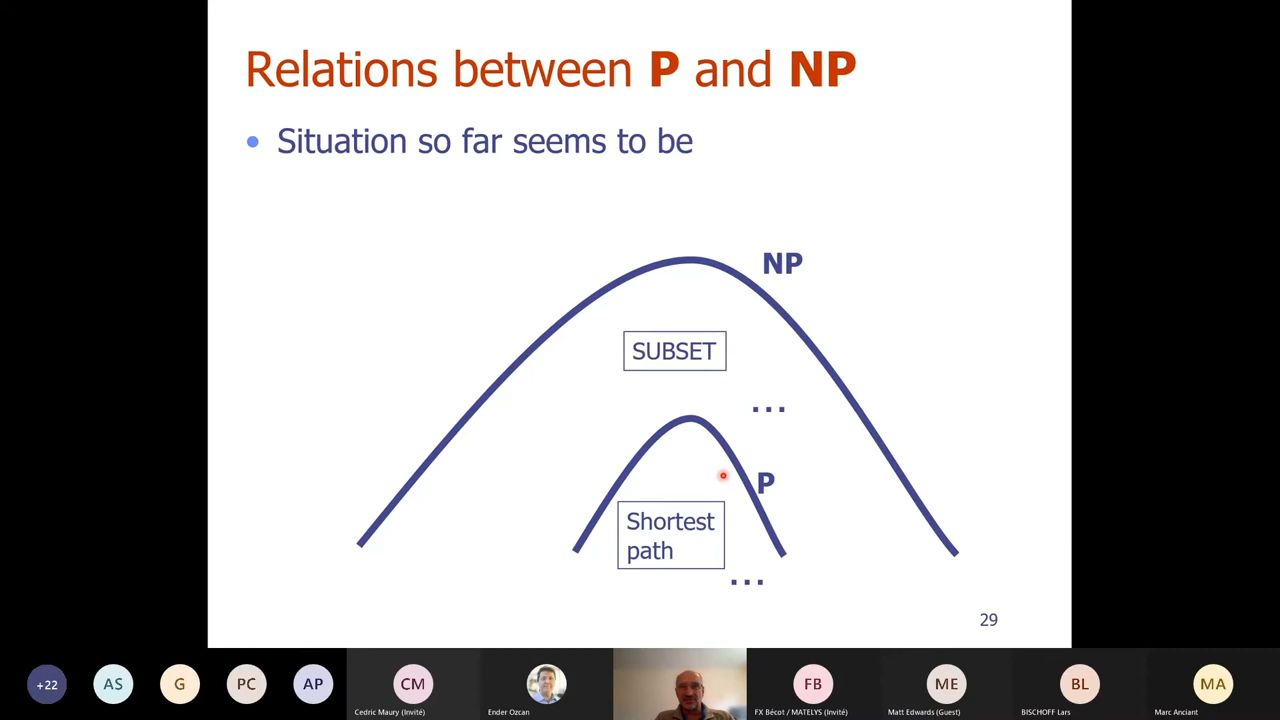 Relations between P and NP
• Situation so far seems to be
NP
SUBSET
...
P
Shortest
path
...
29
+22
AS
G
PC
AP
CM
FB
ME
BL
MA
Cedric Maury (Invité)
Ender Ozcan
FX Bécot / MATELYS (Invité)
Matt Edwards (Guest)
BISCHOFF Lars
Marc Anciant